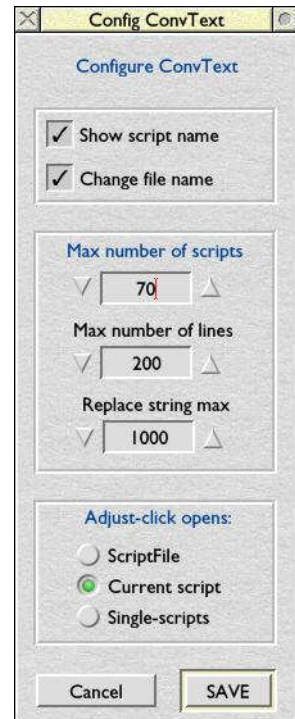 Config ConvText
Configure ConvText
Show script name
Change file name
Max number of scripts
70
Max number of lines
200
Replace string max
1000
Adjust-click opens:
ScriptFile
Current script
Single-scripts
Cancel SAVE